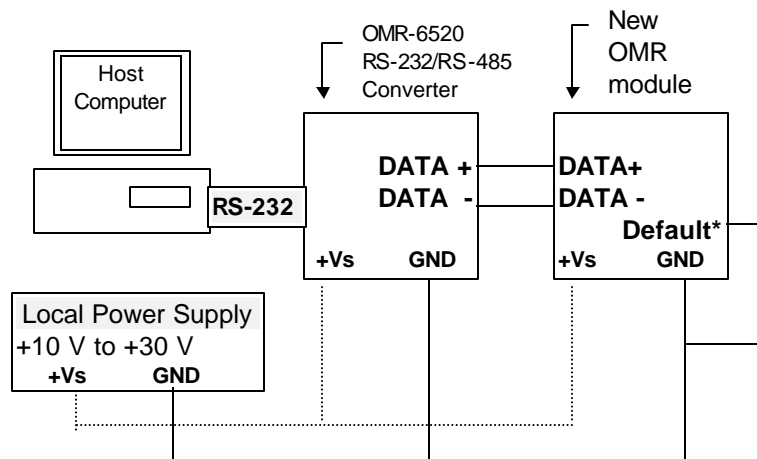 Host
Computer
OMR-6520
RS-232/RS-485
Converter
New
OMR
module
RS-232
DATA +
DATA -
+Vs GND
DATA+
DATA -
Default*
+Vs GND
Local Power Supply
+10 V to +30 V
+Vs GND